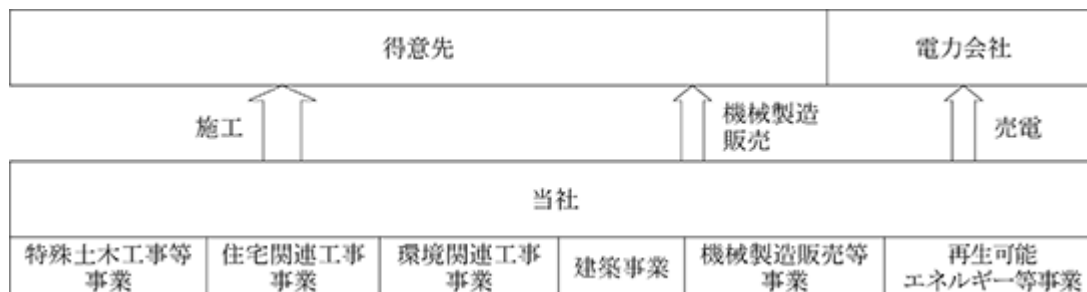 得意先
電力会社
施工
機械製造
販売
売電
当社
特殊土木工事等
事業
住宅関連工事
事業
環境関連工事
事業
建築事業
機械製造販売等
事業
再生可能
エネルギー等事業